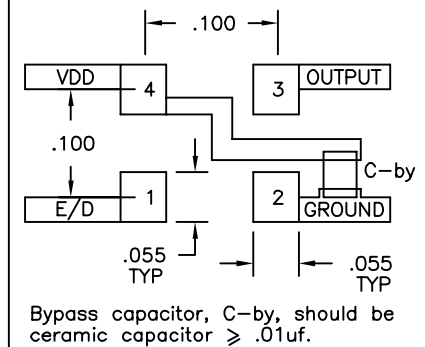 .100
VDD
4
3
OUTPUT
.100
C-by
1
2
E/D
GROUND
.055
TYP
.055
TYP
Bypass capacitor, C-by, should be
ceramic capacitor ⩾ .01uf.